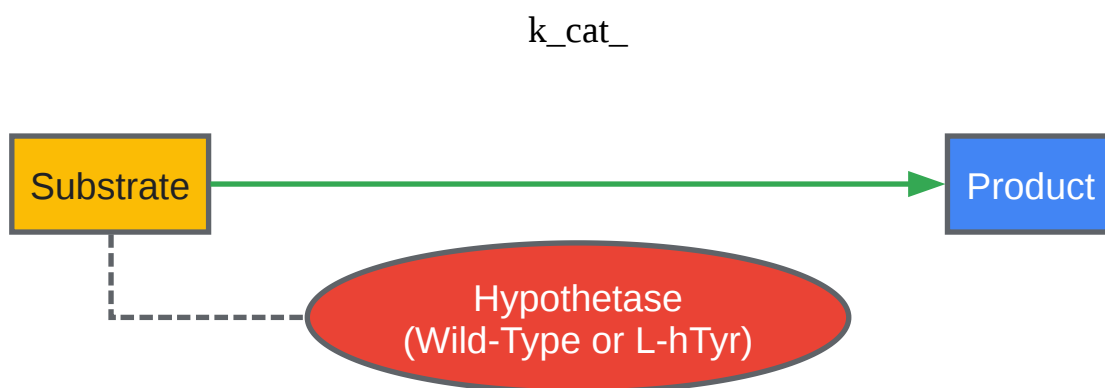 k_cat_
Substrate
Product
Hypothetase
(Wild-Type or L-hTyr)